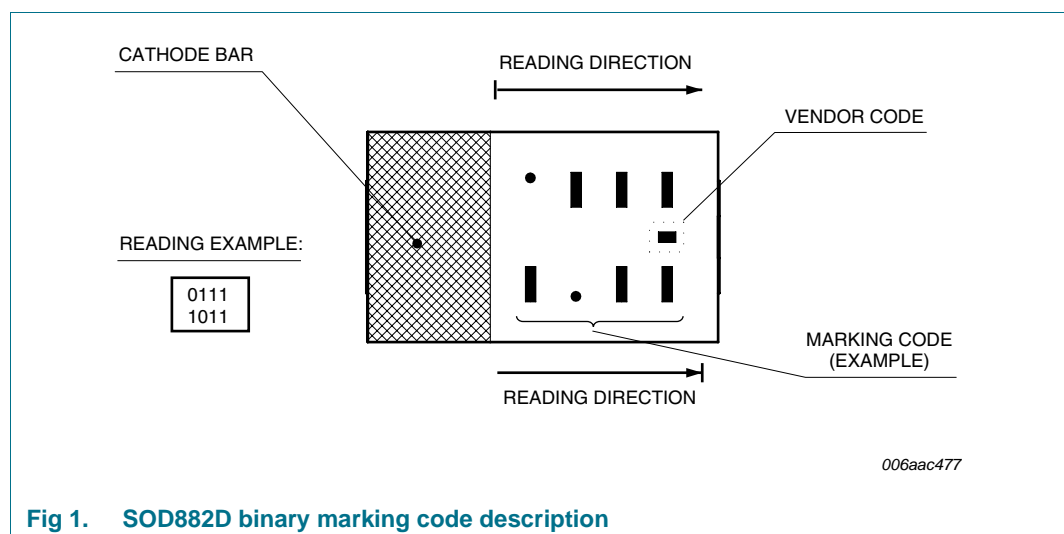 CATHODE BAR
READING DIRECTION
VENDOR CODE
READING EXAMPLE:
0111
1011
MARKING CODE
(EXAMPLE)
READING DIRECTION
006aac477
Fig 1. SOD882D binary marking code description